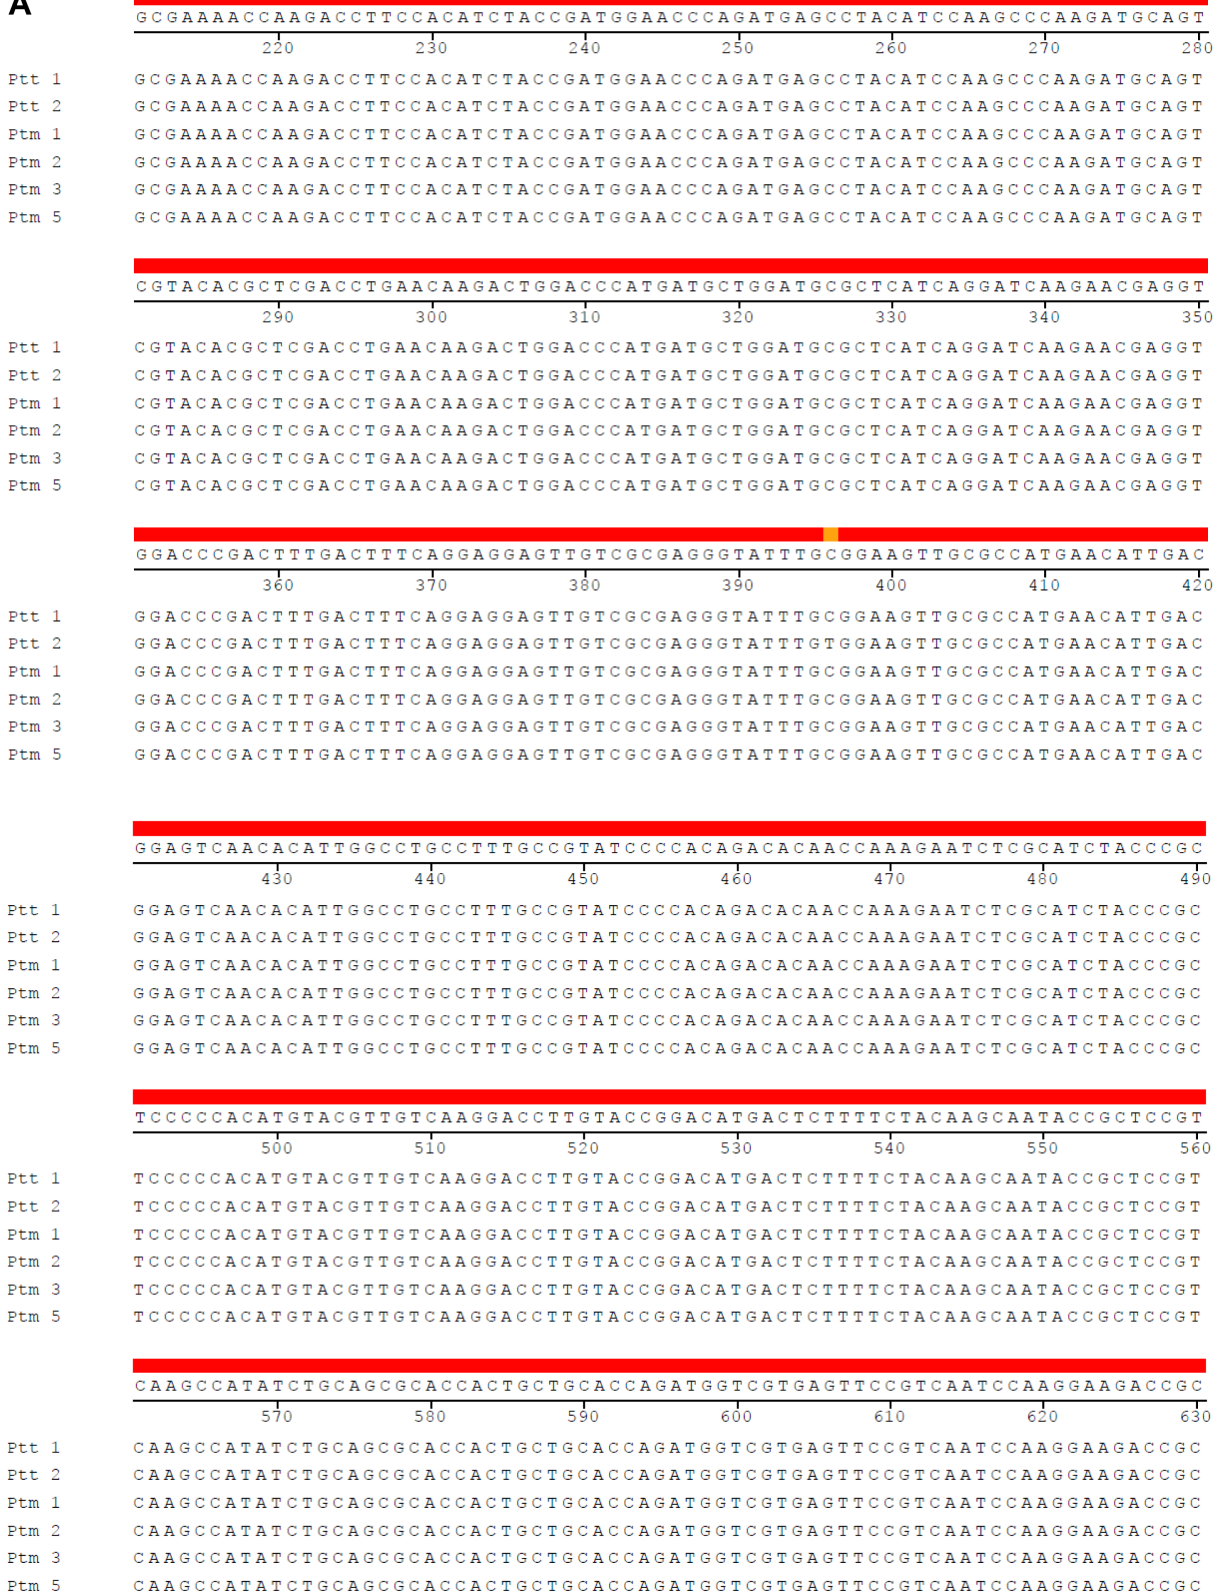 A
GCGAAAACCAAGACCTTCCACATCTACCGATGGAACCCAGATGAGCCTACATCCAAGCCCAAGATGCAGT
220 230 240 250 260 270 280
Ptt 1 GCGAAAACCAAGACCTTCCACATCTACCGATGGAACCCAGATGAGCCTACATCCAAGCCCAAGATGCAGT
Ptt 2 GCGAAAACCAAGACCTTCCACATCTACCGATGGAACCCAGATGAGCCTACATCCAAGCCCAAGATGCAGT
Ptm 1 GCGAAAACCAAGACCTTCCACATCTACCGATGGAACCCAGATGAGCCTACATCCAAGCCCAAGATGCAGT
Ptm 2 GCGAAAACCAAGACCTTCCACATCTACCGATGGAACCCAGATGAGCCTACATCCAAGCCCAAGATGCAGT
Ptm 3 GCGAAAACCAAGACCTTCCACATCTACCGATGGAACCCAGATGAGCCTACATCCAAGCCCAAGATGCAGT
Ptm 5 GCGAAAACCAAGACCTTCCACATCTACCGATGGAACCCAGATGAGCCTACATCCAAGCCCAAGATGCAGT
CGTACACGCTCGACCTGAACAAGACTGGACCCATGATGCTGGATGCGCTCATCAGGATCAAGAACGAGGT
290 300 310 320 330 340 350
Ptt 1 CGTACACGCTCGACCTGAACAAGACTGGACCCATGATGCTGGATGCGCTCATCAGGATCAAGAACGAGGT
Ptt 2 CGTACACGCTCGACCTGAACAAGACTGGACCCATGATGCTGGATGCGCTCATCAGGATCAAGAACGAGGT
Ptm 1 CGTACACGCTCGACCTGAACAAGACTGGACCCATGATGCTGGATGCGCTCATCAGGATCAAGAACGAGGT
Ptm 2 CGTACACGCTCGACCTGAACAAGACTGGACCCATGATGCTGGATGCGCTCATCAGGATCAAGAACGAGGT
Ptm 3 CGTACACGCTCGACCTGAACAAGACTGGACCCATGATGCTGGATGCGCTCATCAGGATCAAGAACGAGGT
Ptm 5 CGTACACGCTCGACCTGAACAAGACTGGACCCATGATGCTGGATGCGCTCATCAGGATCAAGAACGAGGT
GGACCCGACTTTGACTTTCAGGAGGAGTTGTCGCGAGGGTATTTGCGGAAGTTGCGCCATGAACATTGAC
360 370 380 390 400 410 420
Ptt 1 GGACCCGACTTTGACTTTCAGGAGGAGTTGTCGCGAGGGTATTTGCGGAAGTTGCGCCATGAACATTGAC
Ptt 2 GGACCCGACTTTGACTTTCAGGAGGAGTTGTCGCGAGGGTATTTGTGGAAGTTGCGCCATGAACATTGAC
Ptm 1 GGACCCGACTTTGACTTTCAGGAGGAGTTGTCGCGAGGGTATTTGCGGAAGTTGCGCCATGAACATTGAC
Ptm 2 GGACCCGACTTTGACTTTCAGGAGGAGTTGTCGCGAGGGTATTTGCGGAAGTTGCGCCATGAACATTGAC
Ptm 3 GGACCCGACTTTGACTTTCAGGAGGAGTTGTCGCGAGGGTATTTGCGGAAGTTGCGCCATGAACATTGAC
Ptm 5 GGACCCGACTTTGACTTTCAGGAGGAGTTGTCGCGAGGGTATTTGCGGAAGTTGCGCCATGAACATTGAC
GGAGTCAACACATTGGCCTGCCTTTGCCGTATCCCCACAGACACAACCAAAGAATCTCGCATCTACCCGC
430 440 450 460 470 480 490
Ptt 1 GGAGTCAACACATTGGCCTGCCTTTGCCGTATCCCCACAGACACAACCAAAGAATCTCGCATCTACCCGC
Ptt 2 GGAGTCAACACATTGGCCTGCCTTTGCCGTATCCCCACAGACACAACCAAAGAATCTCGCATCTACCCGC
Ptm 1 GGAGTCAACACATTGGCCTGCCTTTGCCGTATCCCCACAGACACAACCAAAGAATCTCGCATCTACCCGC
Ptm 2 GGAGTCAACACATTGGCCTGCCTTTGCCGTATCCCCACAGACACAACCAAAGAATCTCGCATCTACCCGC
Ptm 3 GGAGTCAACACATTGGCCTGCCTTTGCCGTATCCCCACAGACACAACCAAAGAATCTCGCATCTACCCGC
Ptm 5 GGAGTCAACACATTGGCCTGCCTTTGCCGTATCCCCACAGACACAACCAAAGAATCTCGCATCTACCCGC
TCCCCCACATGTACGTTGTCAAGGACCTTGTACCGGACATGACTCTTTTCTACAAGCAATACCGCTCCGT
500 510 520 530 540 550 560
Ptt 1 TCCCCCACATGTACGTTGTCAAGGACCTTGTACCGGACATGACTCTTTTCTACAAGCAATACCGCTCCGT
Ptt 2 TCCCCCACATGTACGTTGTCAAGGACCTTGTACCGGACATGACTCTTTTCTACAAGCAATACCGCTCCGT
Ptm 1 TCCCCCACATGTACGTTGTCAAGGACCTTGTACCGGACATGACTCTTTTCTACAAGCAATACCGCTCCGT
Ptm 2 TCCCCCACATGTACGTTGTCAAGGACCTTGTACCGGACATGACTCTTTTCTACAAGCAATACCGCTCCGT
Ptm 3 TCCCCCACATGTACGTTGTCAAGGACCTTGTACCGGACATGACTCTTTTCTACAAGCAATACCGCTCCGT
Ptm 5 TCCCCCACATGTACGTTGTCAAGGACCTTGTACCGGACATGACTCTTTTCTACAAGCAATACCGCTCCGT
CAAGCCATATCTGCAGCGCACCACTGCTGCACCAGATGGTCGTGAGTTCCGTCAATCCAAGGAAGACCGC
570 580 590 600 610 620 630
Ptt 1 CAAGCCATATCTGCAGCGCACCACTGCTGCACCAGATGGTCGTGAGTTCCGTCAATCCAAGGAAGACCGC
Ptt 2 CAAGCCATATCTGCAGCGCACCACTGCTGCACCAGATGGTCGTGAGTTCCGTCAATCCAAGGAAGACCGC
Ptm 1 CAAGCCATATCTGCAGCGCACCACTGCTGCACCAGATGGTCGTGAGTTCCGTCAATCCAAGGAAGACCGC
Ptm 2 CAAGCCATATCTGCAGCGCACCACTGCTGCACCAGATGGTCGTGAGTTCCGTCAATCCAAGGAAGACCGC
Ptm 3 CAAGCCATATCTGCAGCGCACCACTGCTGCACCAGATGGTCGTGAGTTCCGTCAATCCAAGGAAGACCGC
Ptm 5 CAAGCCATATCTGCAGCGCACCACTGCTGCACCAGATGGTCGTGAGTTCCGTCAATCCAAGGAAGACCGC